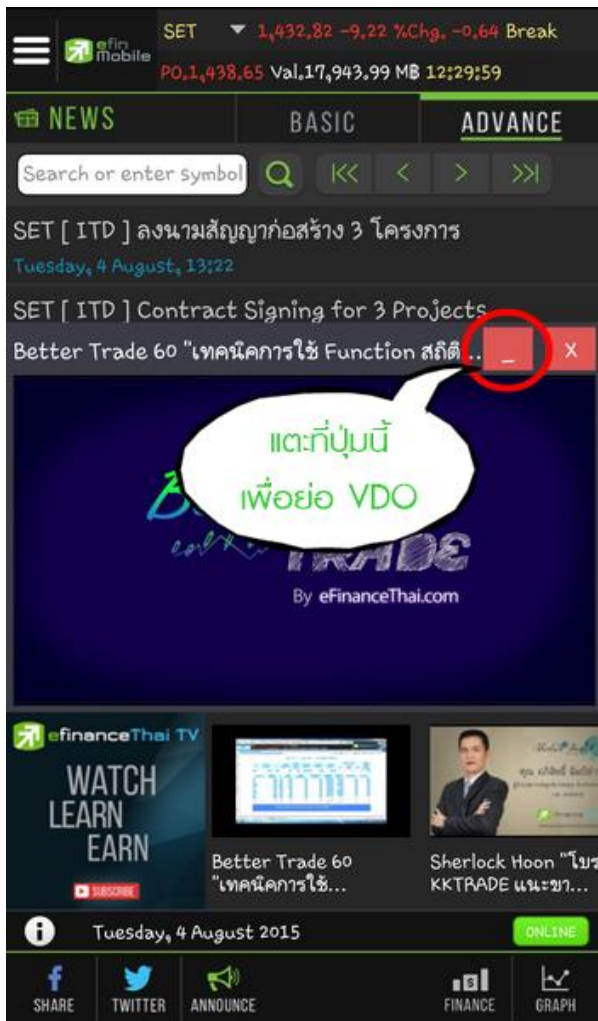 SET ▼ 1,432.82 -9.22 %Chg. -0.64 Break
efin Mobile
PO.1,438.65 Val.17,943.99 MB 12:29:59
NEWS BASIC ADVANCE
Search or enter symbol |<< < > >>|
SET [ ITD ] ลงนามสัญญาก่อสร้าง 3 โครงการ
Tuesday, 4 August, 13:22
SET [ ITD ] Contract Signing for 3 Projects
Better Trade 60 "เทคนิคการใช้ Function สถิติ... _ X
แตะที่ปุ่มนี้
เพื่อย่อ VDO
TRADE
By eFinanceThai.com
efinanceThai TV
WATCH
LEARN
EARN
SUBSCRIBE
Better Trade 60
"เทคนิคการใช้...
Sherlock Hoon "โบร
KKTRADE แนะขา...
Tuesday, 4 August 2015 ONLINE
SHARE TWITTER ANNOUNCE FINANCE GRAPH